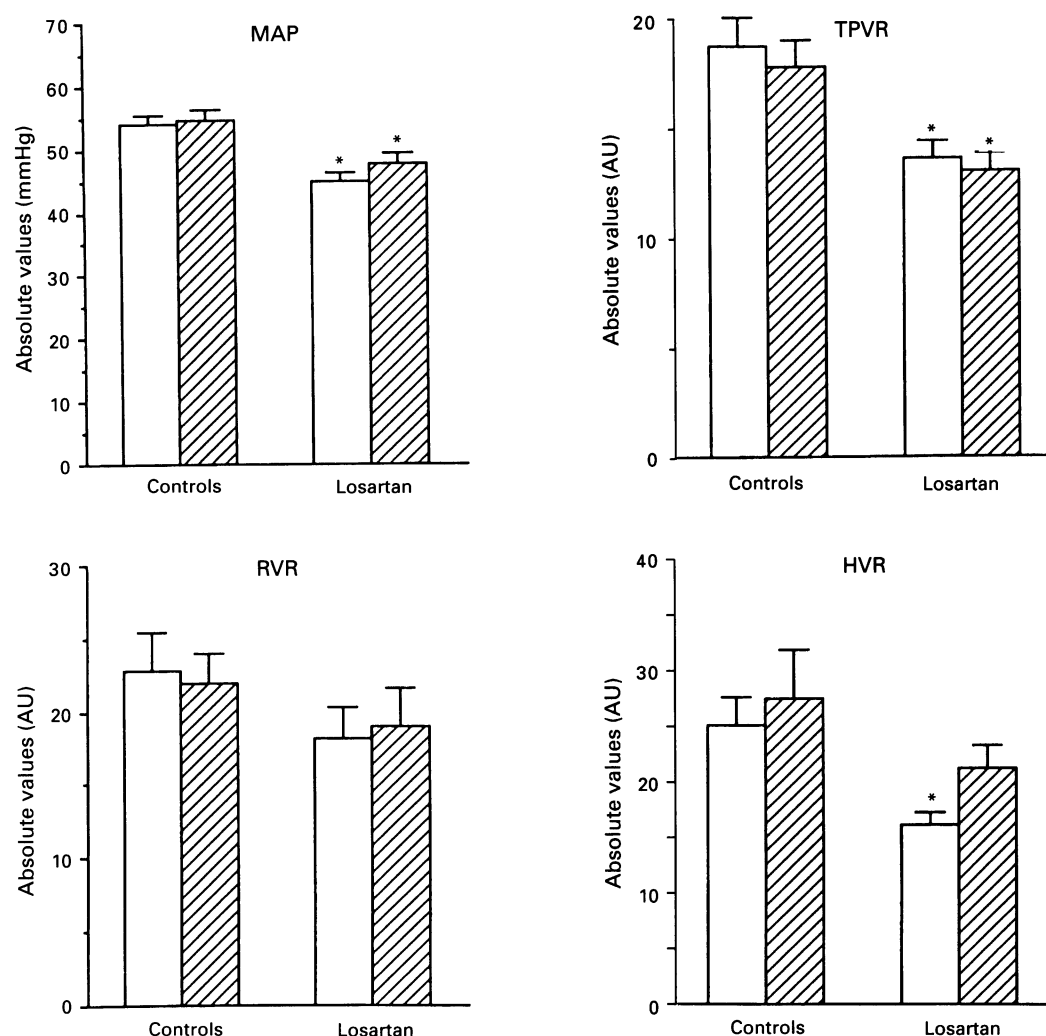 MAP
Absolute values (mmHg)
70
60
50
40
30
20
10
0
*
*
Controls
Losartan
TPVR
Absolute values (AU)
20
10
0
*
*
Controls
Losartan
RVR
Absolute values (AU)
30
20
10
0
Controls
Losartan
HVR
Absolute values (AU)
40
30
20
10
0
*
Controls
Losartan